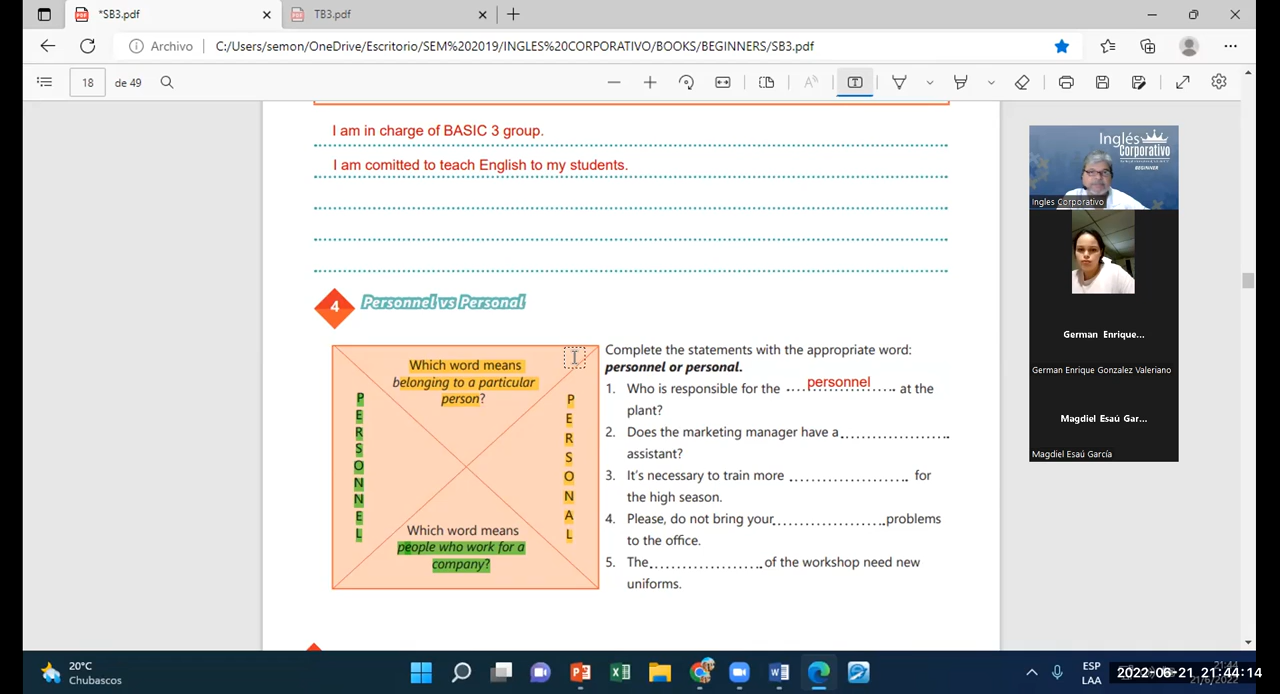 *SB3.pdf
TB3.pdf
Archivo
C:/Users/semon/OneDrive/Escritorio/SEM%202019/INGLES%20CORPORATIVO/BOOKS/BEGINNERS/SB3.pdf
18
de 49
I am in charge of BASIC 3 group.
I am comitted to teach English to my students.
4
Personnel vs Personal
Which word means
belonging to a particular
person?
PERSONNEL
PERSONAL
Which word means
people who work for a
company?
Complete the statements with the appropriate word:
personnel or personal.
1. Who is responsible for the personnel at the
plant?
2. Does the marketing manager have a
assistant?
3. It's necessary to train more for
the high season.
4. Please, do not bring your problems
to the office.
5. The of the workshop need new
uniforms.
Inglés
Corporativo
BEGINNER
Ingles Corporativo
German Enrique...
German Enrique Gonzalez Valeriano
Magdiel Esaú Gar...
Magdiel Esaú García
20°C
Chubascos
ESP
LAA
2022-06-21, 21:44:14